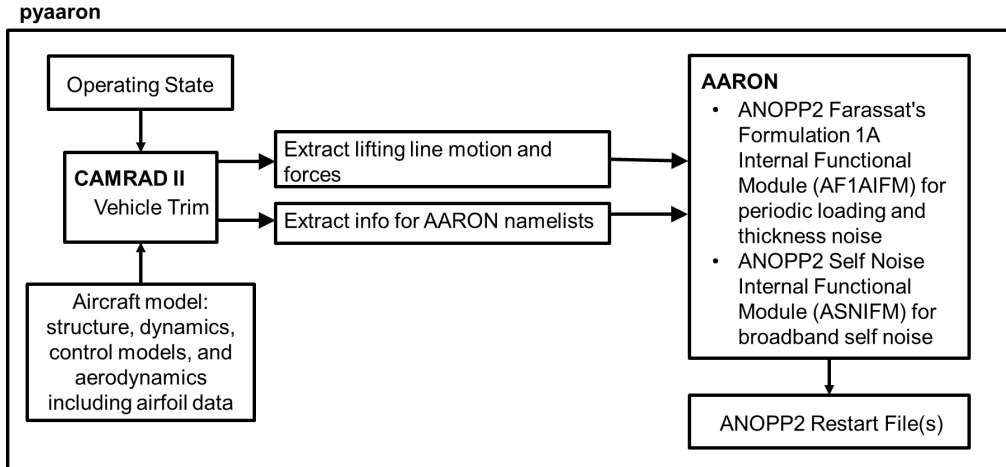 pyaaron
Operating State
CAMRAD II
Vehicle Trim
Aircraft model:
structure, dynamics,
control models, and
aerodynamics
including airfoil data
Extract lifting line motion and
forces
Extract info for AARON namelists
AARON
• ANOPP2 Farassat's
Formulation 1A
Internal Functional
Module (AF1AIFM) for
periodic loading and
thickness noise
• ANOPP2 Self Noise
Internal Functional
Module (ASNIFM) for
broadband self noise
ANOPP2 Restart File(s)